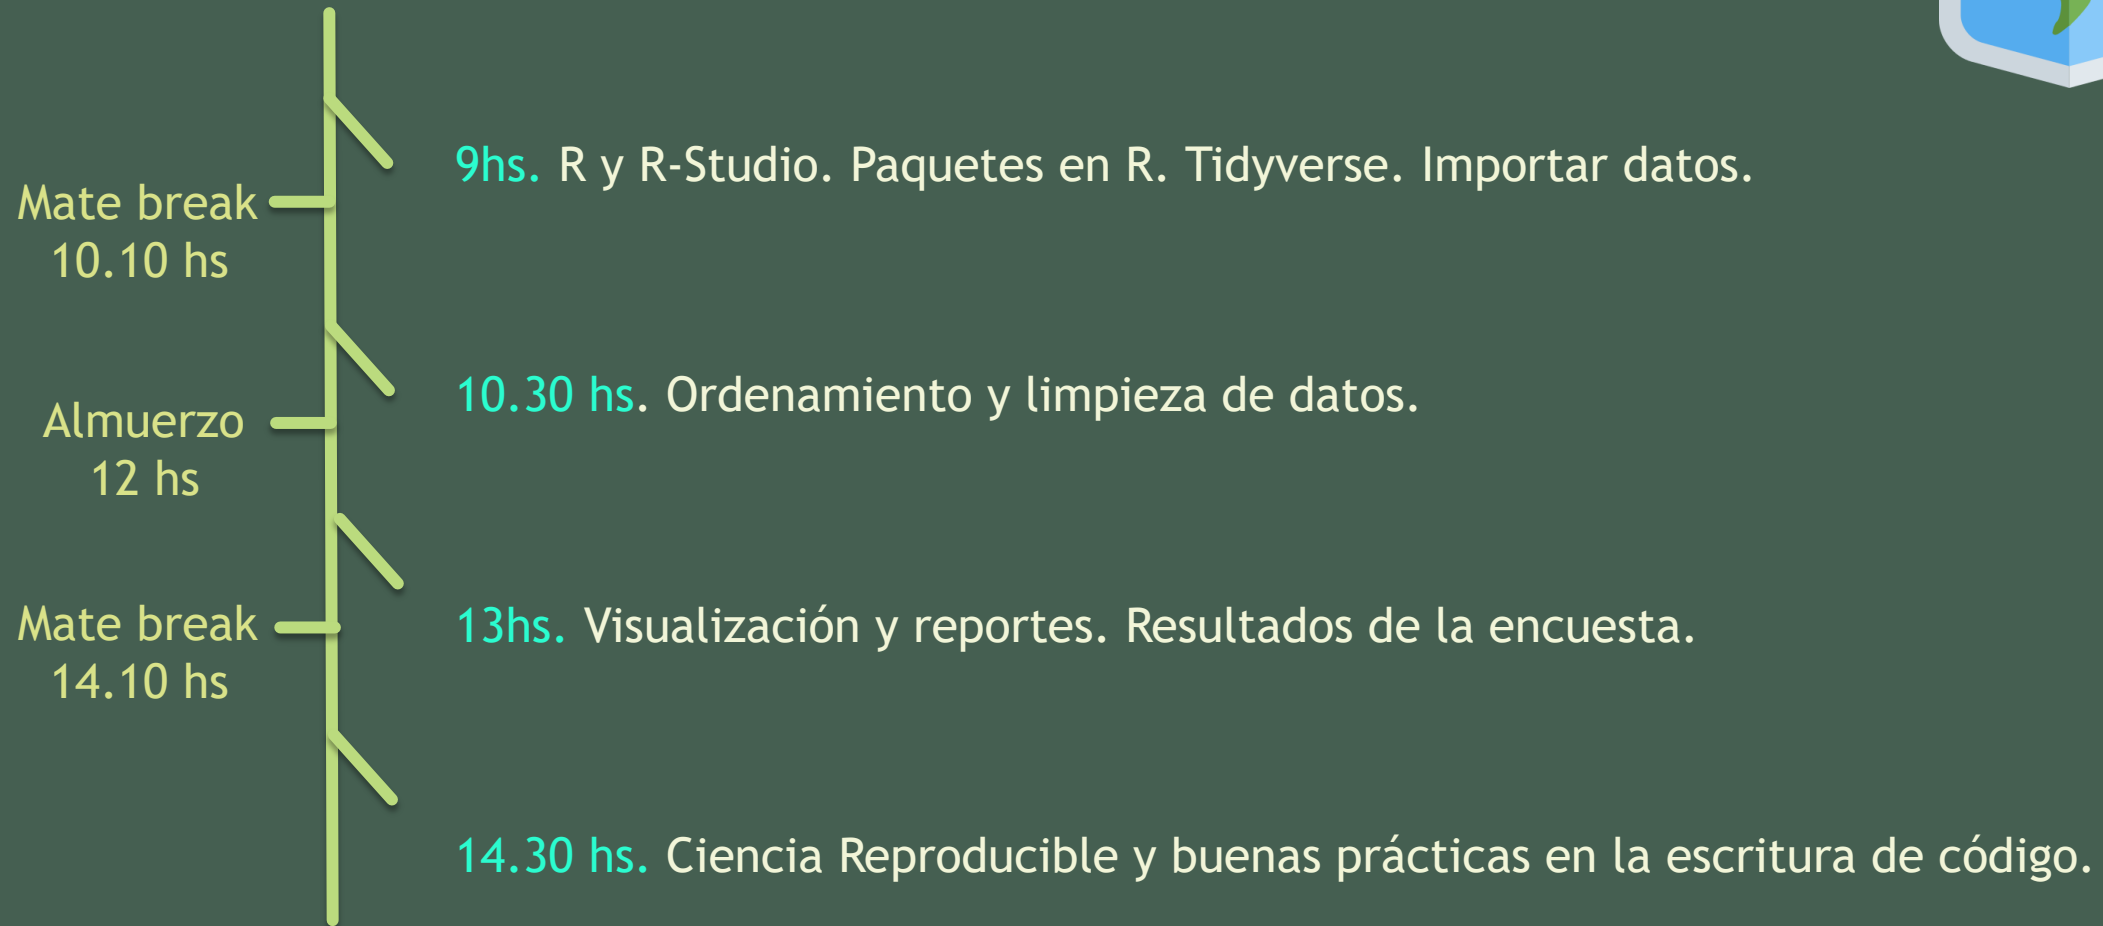 9hs. R y R-Studio. Paquetes en R. Tidyverse. Importar datos.
Mate break
10.10 hs
10.30 hs. Ordenamiento y limpieza de datos.
Almuerzo
12 hs
13hs. Visualización y reportes. Resultados de la encuesta.
Mate break
14.10 hs
14.30 hs. Ciencia Reproducible y buenas prácticas en la escritura de código.